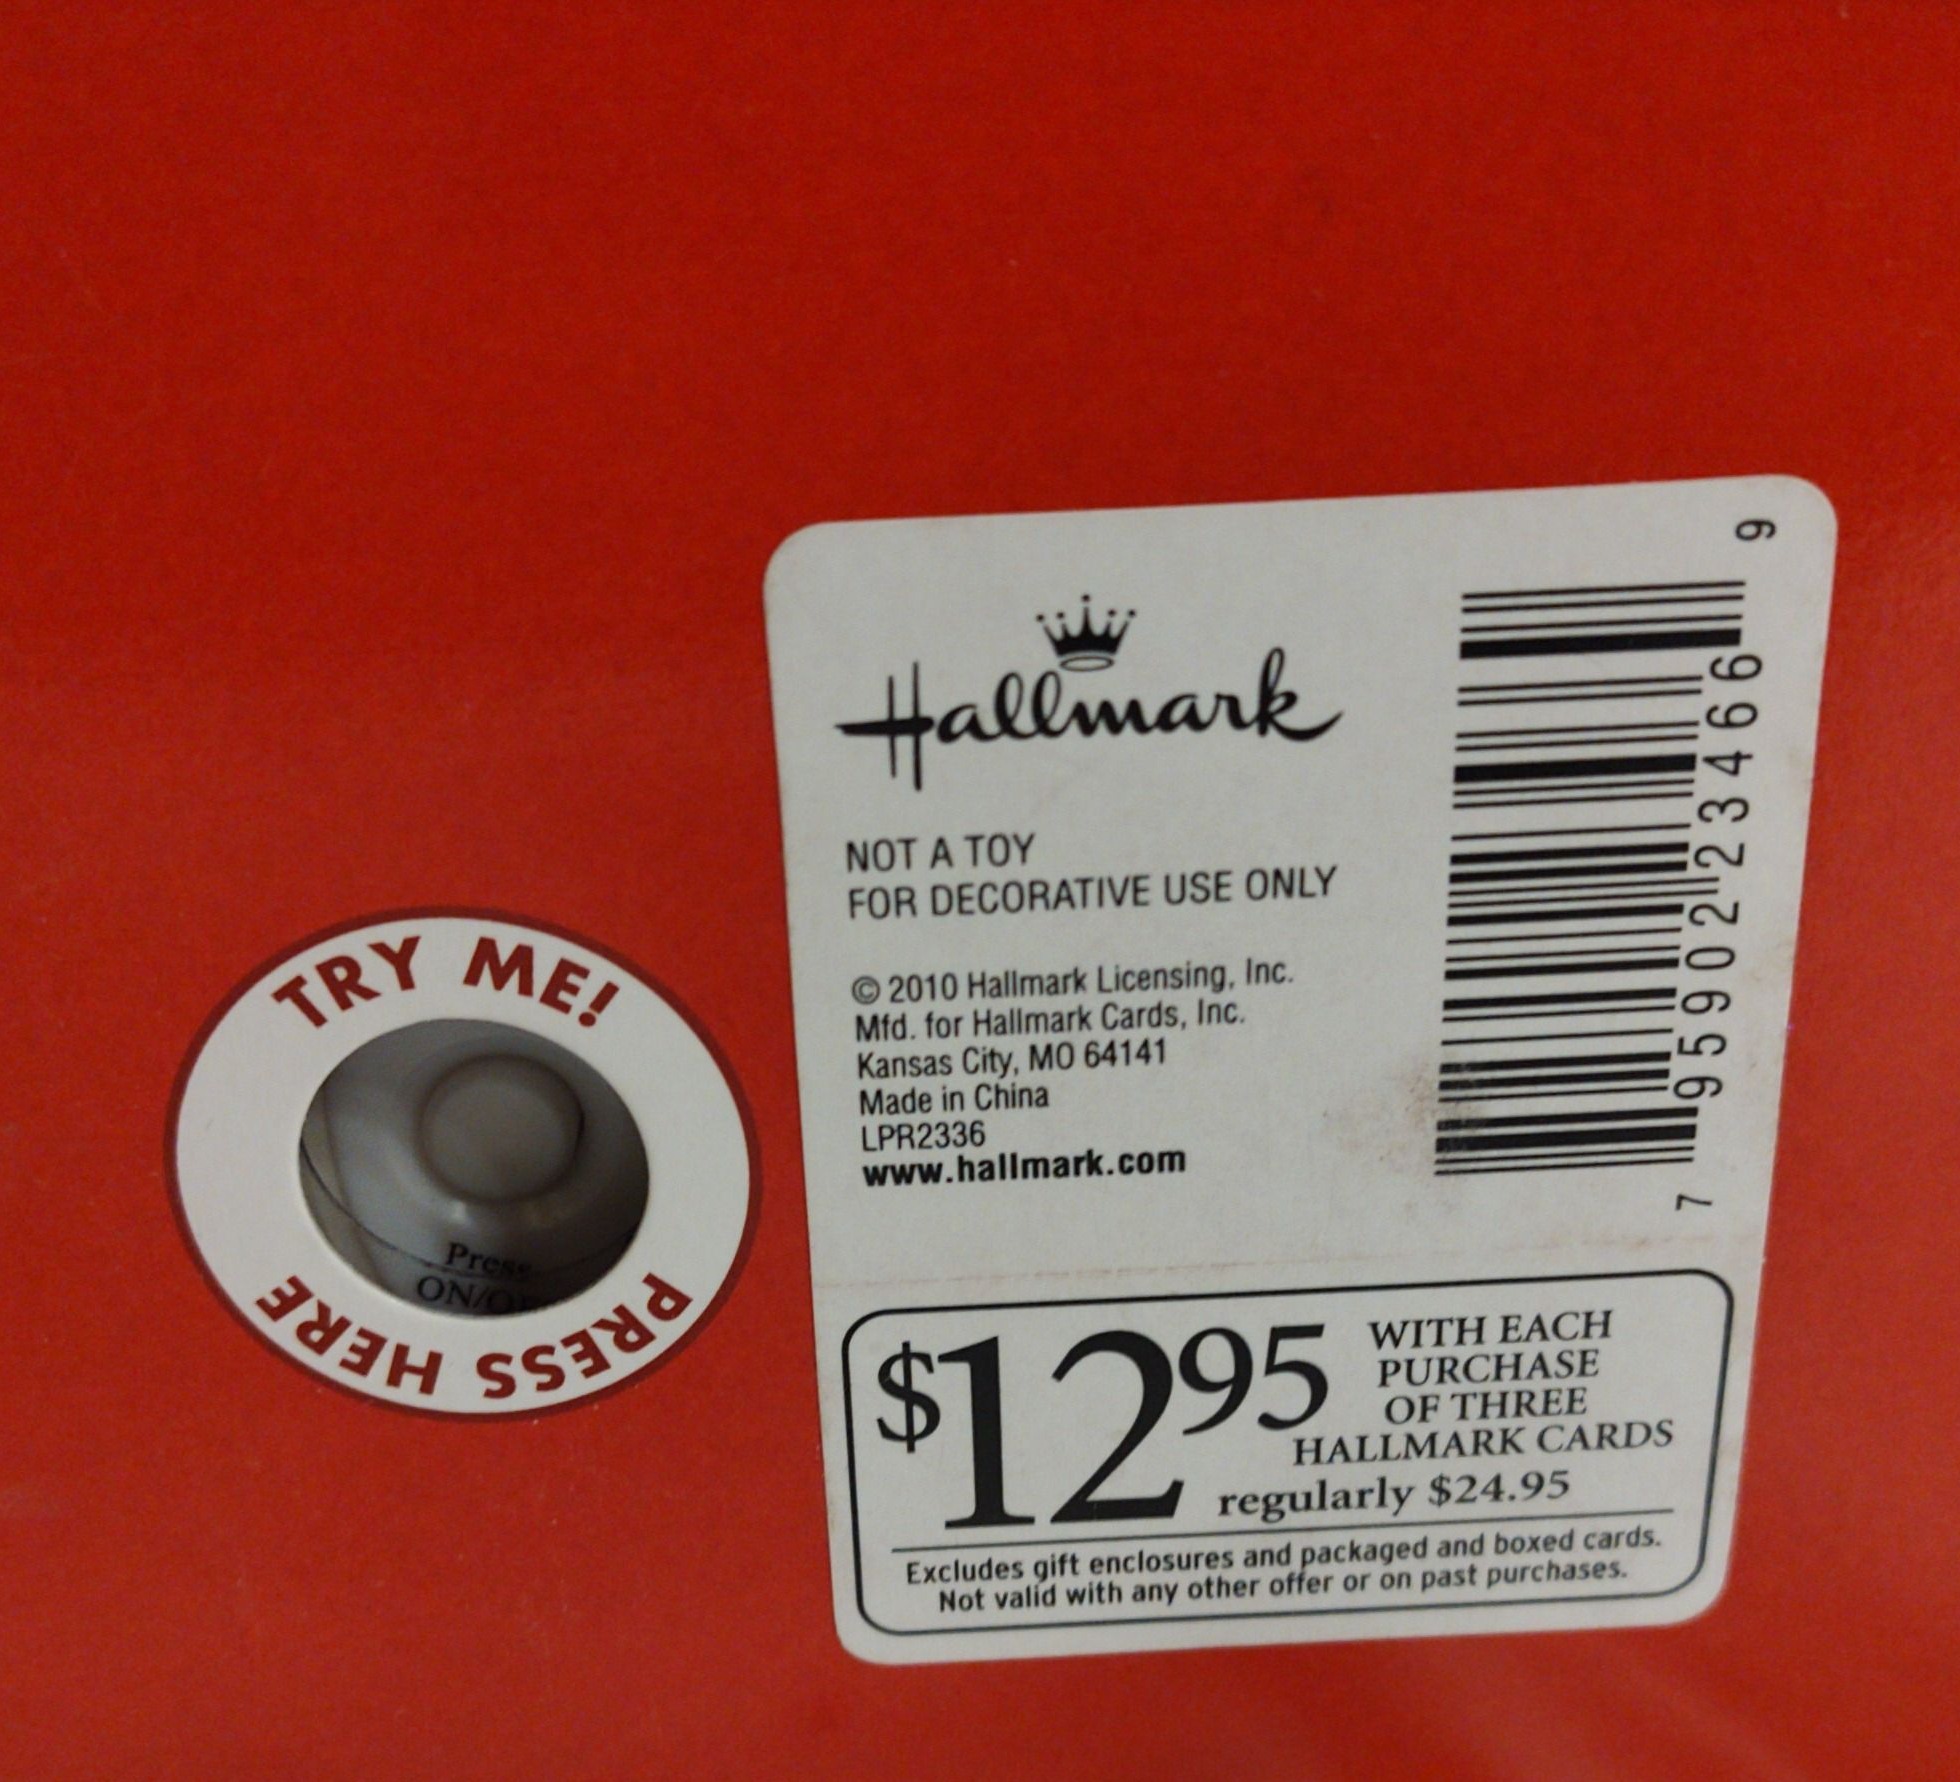 TRY ME!
Press
PRESS HERE
Hallmark
NOT A TOY
FOR DECORATIVE USE ONLY
© 2010 Hallmark Licensing, Inc.
Mfd. for Hallmark Cards, Inc.
Kansas City, MO 64141
Made in China
LPR2336
www.hallmark.com
7 95902 23466 9
$12 95 WITH EACH
PURCHASE
OF THREE
HALLMARK CARDS
regularly $24.95
Excludes gift enclosures and packaged and boxed cards.
Not valid with any other offer or on past purchases.